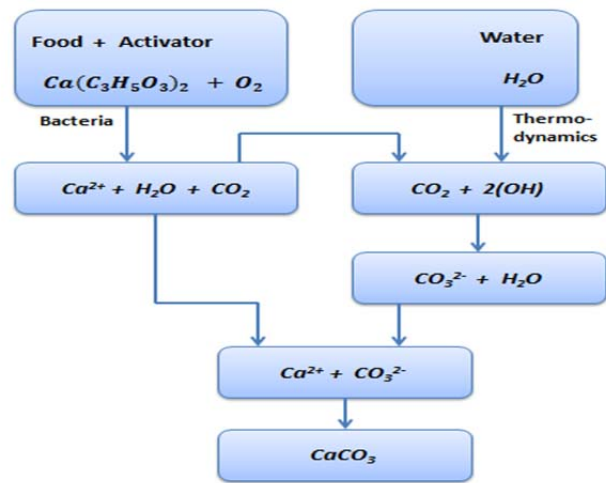 Food + Activator
Ca(C₃H₅O₃)₂ + O₂
Water
H₂O
Bacteria
Thermo-
dynamics
Ca²⁺ + H₂O + CO₂
CO₂ + 2(OH)
CO₃²⁻ + H₂O
Ca²⁺ + CO₃²⁻
CaCO₃